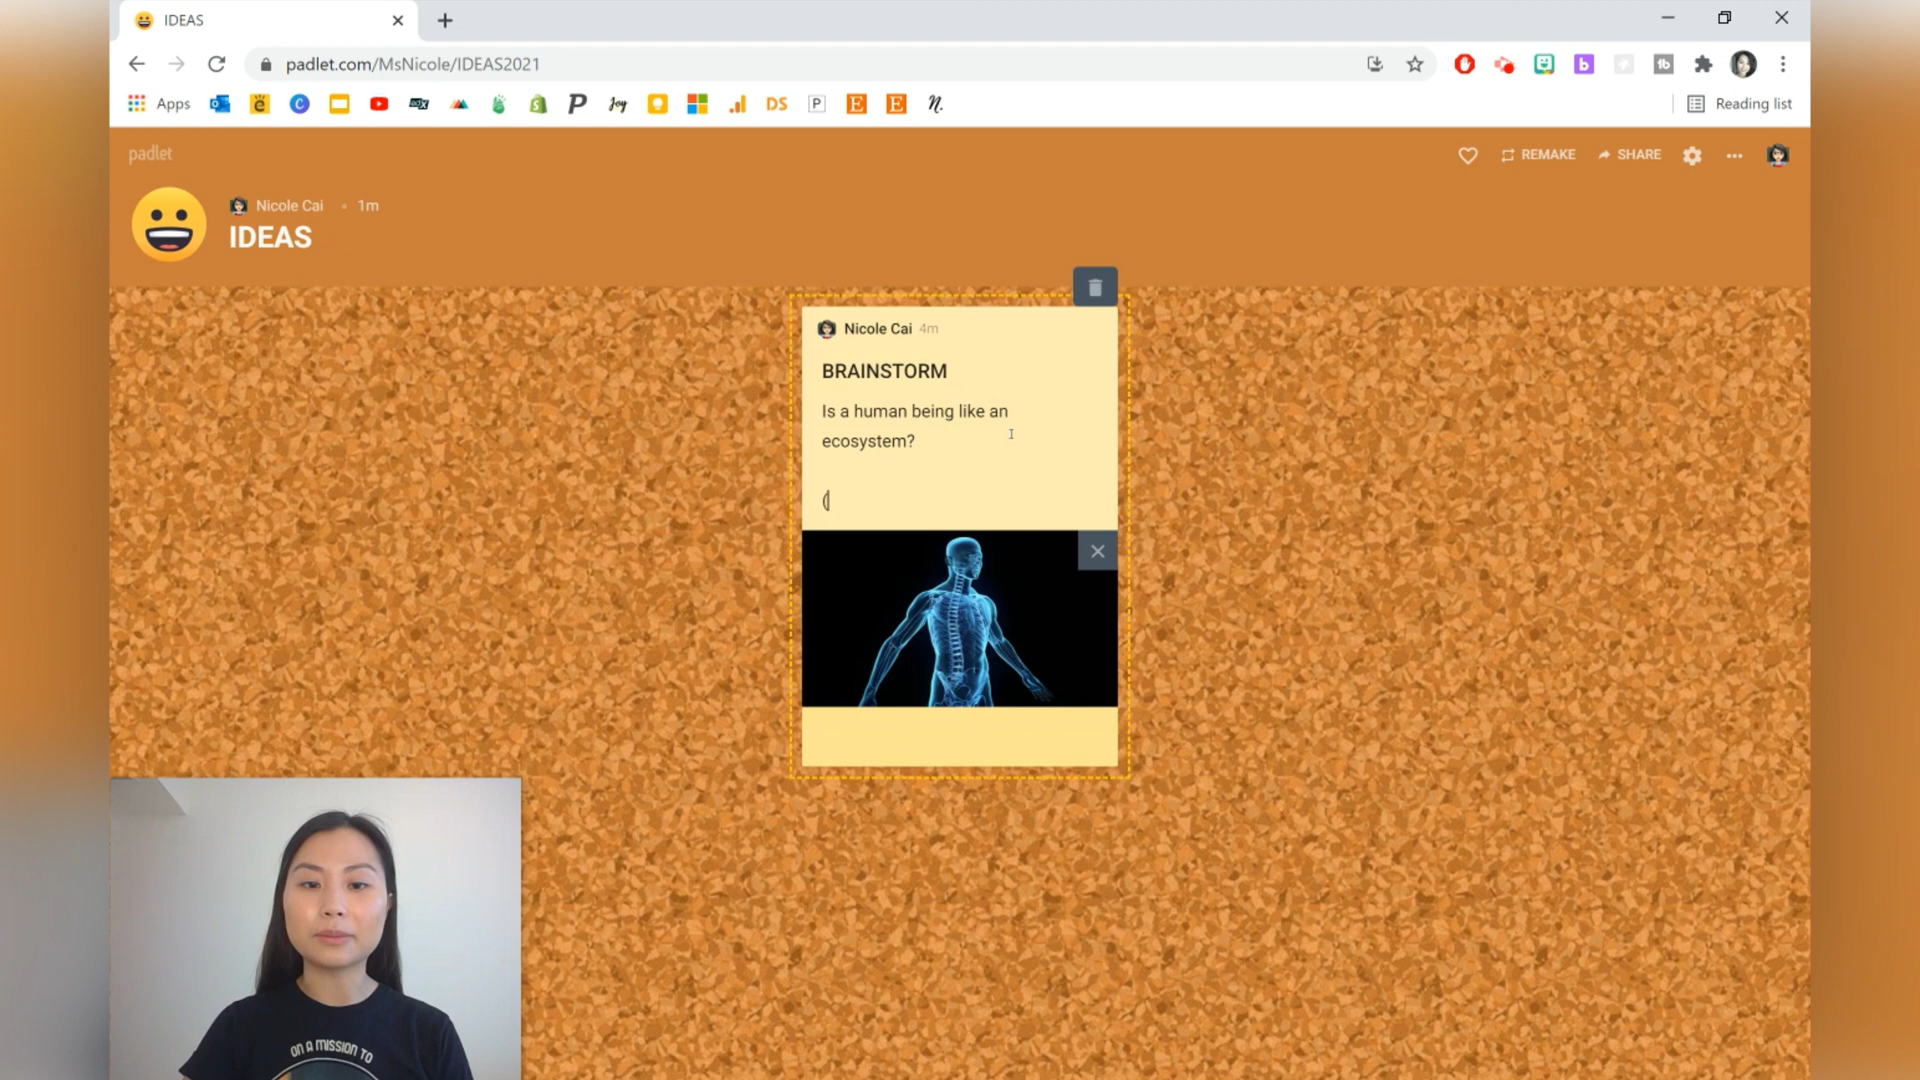 IDEAS
padlet.com/MsNicole/IDEAS2021
Apps
Joy
DS
P
E
E
n.
Reading list
padlet
REMAKE
SHARE
Nicole Cai • 1m
IDEAS
Nicole Cai 4m
BRAINSTORM
Is a human being like an
ecosystem?
(
ON A MISSION TO